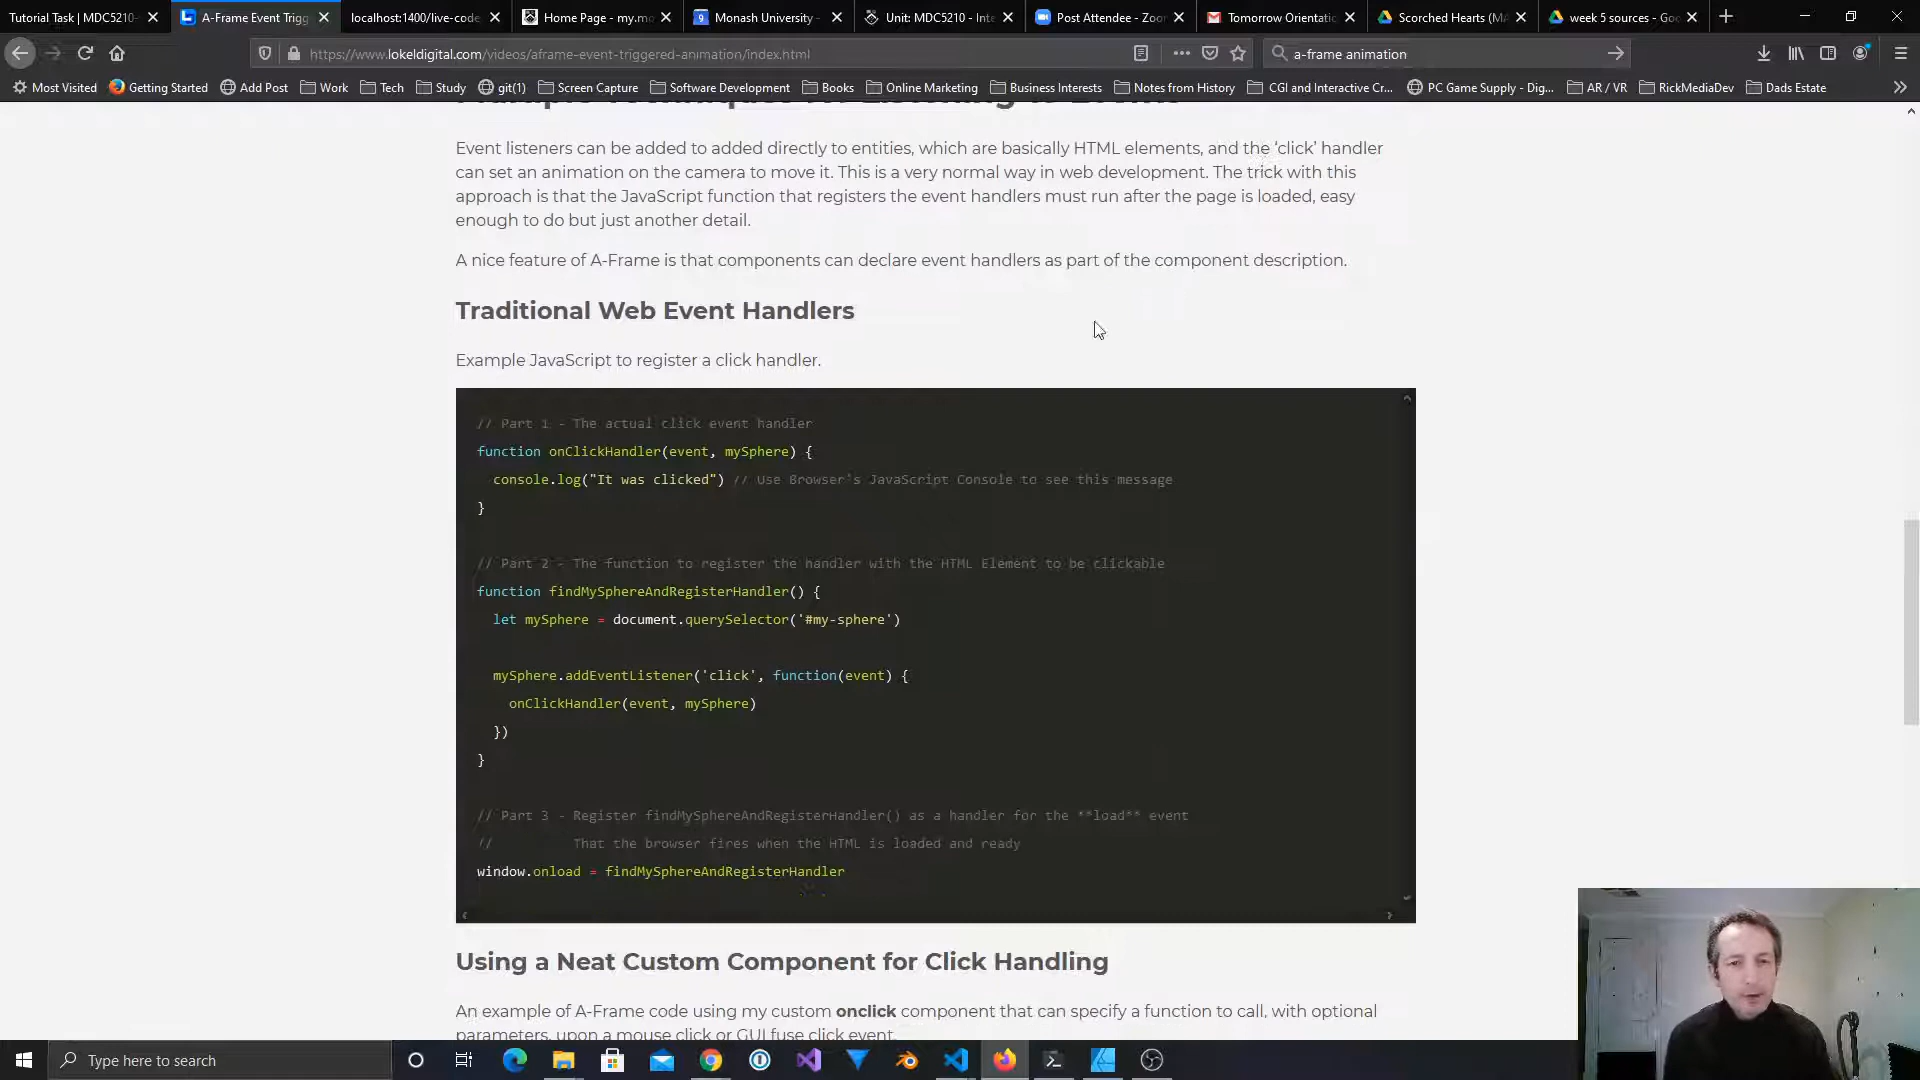 Tutorial Task | MDC5210-
A-Frame Event Trigg
localhost:1400/live-code
Home Page - my.mo
Monash University -
Unit: MDC5210 - Inte
Post Attendee - Zoo
Tomorrow Orientatio
Scorched Hearts (MA
week 5 sources - Goo
https://www.lokeldigital.com/videos/aframe-event-triggered-animation/index.html
a-frame animation
Most Visited
Getting Started
Add Post
Work
Tech
Study
git(1)
Screen Capture
Software Development
Books
Online Marketing
Business Interests
Notes from History
CGI and Interactive Cr...
PC Game Supply - Dig...
AR / VR
RickMediaDev
Dads Estate
Event listeners can be added to added directly to entities, which are basically HTML elements, and the ‘click’ handler
can set an animation on the camera to move it. This is a very normal way in web development. The trick with this
approach is that the JavaScript function that registers the event handlers must run after the page is loaded, easy
enough to do but just another detail.
A nice feature of A-Frame is that components can declare event handlers as part of the component description.
Traditional Web Event Handlers
Example JavaScript to register a click handler.
// Part 1 - The actual click event handler
function onClickHandler(event, mySphere) {
console.log("It was clicked") // Use Browser's JavaScript Console to see this message
}
// Part 2 - The function to register the handler with the HTML Element to be clickable
function findMySphereAndRegisterHandler() {
let mySphere = document.querySelector('#my-sphere')
mySphere.addEventListener('click', function(event) {
onClickHandler(event, mySphere)
})
}
// Part 3 - Register findMySphereAndRegisterHandler() as a handler for the **load** event
// That the browser fires when the HTML is loaded and ready
window.onload = findMySphereAndRegisterHandler
Using a Neat Custom Component for Click Handling
An example of A-Frame code using my custom onclick component that can specify a function to call, with optional
parameters, upon a mouse click or GUI fuse click event.
Type here to search